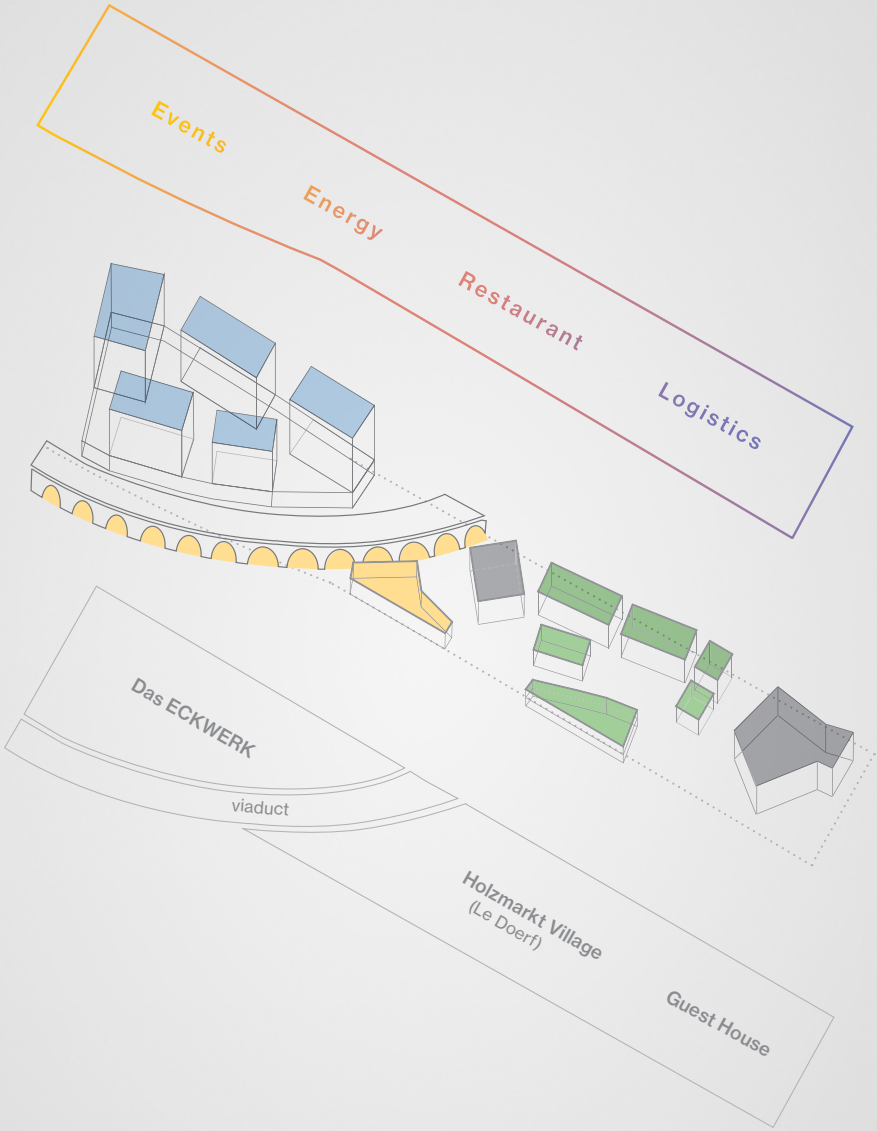 Events
Energy
Restaurant
Logistics
Das ECKWERK
viaduct
Holzmarkt Village
(Le Doerf)
Guest House